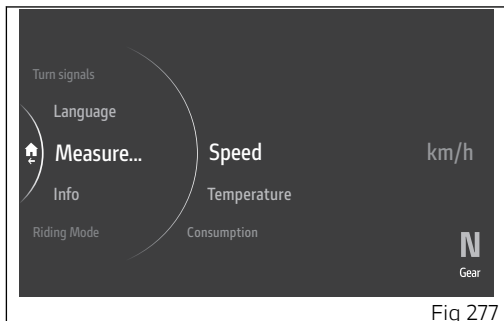 Turn signals
Language
Measure... Speed km/h
Info Temperature
Riding Mode Consumption
N
Gear
Fig 277